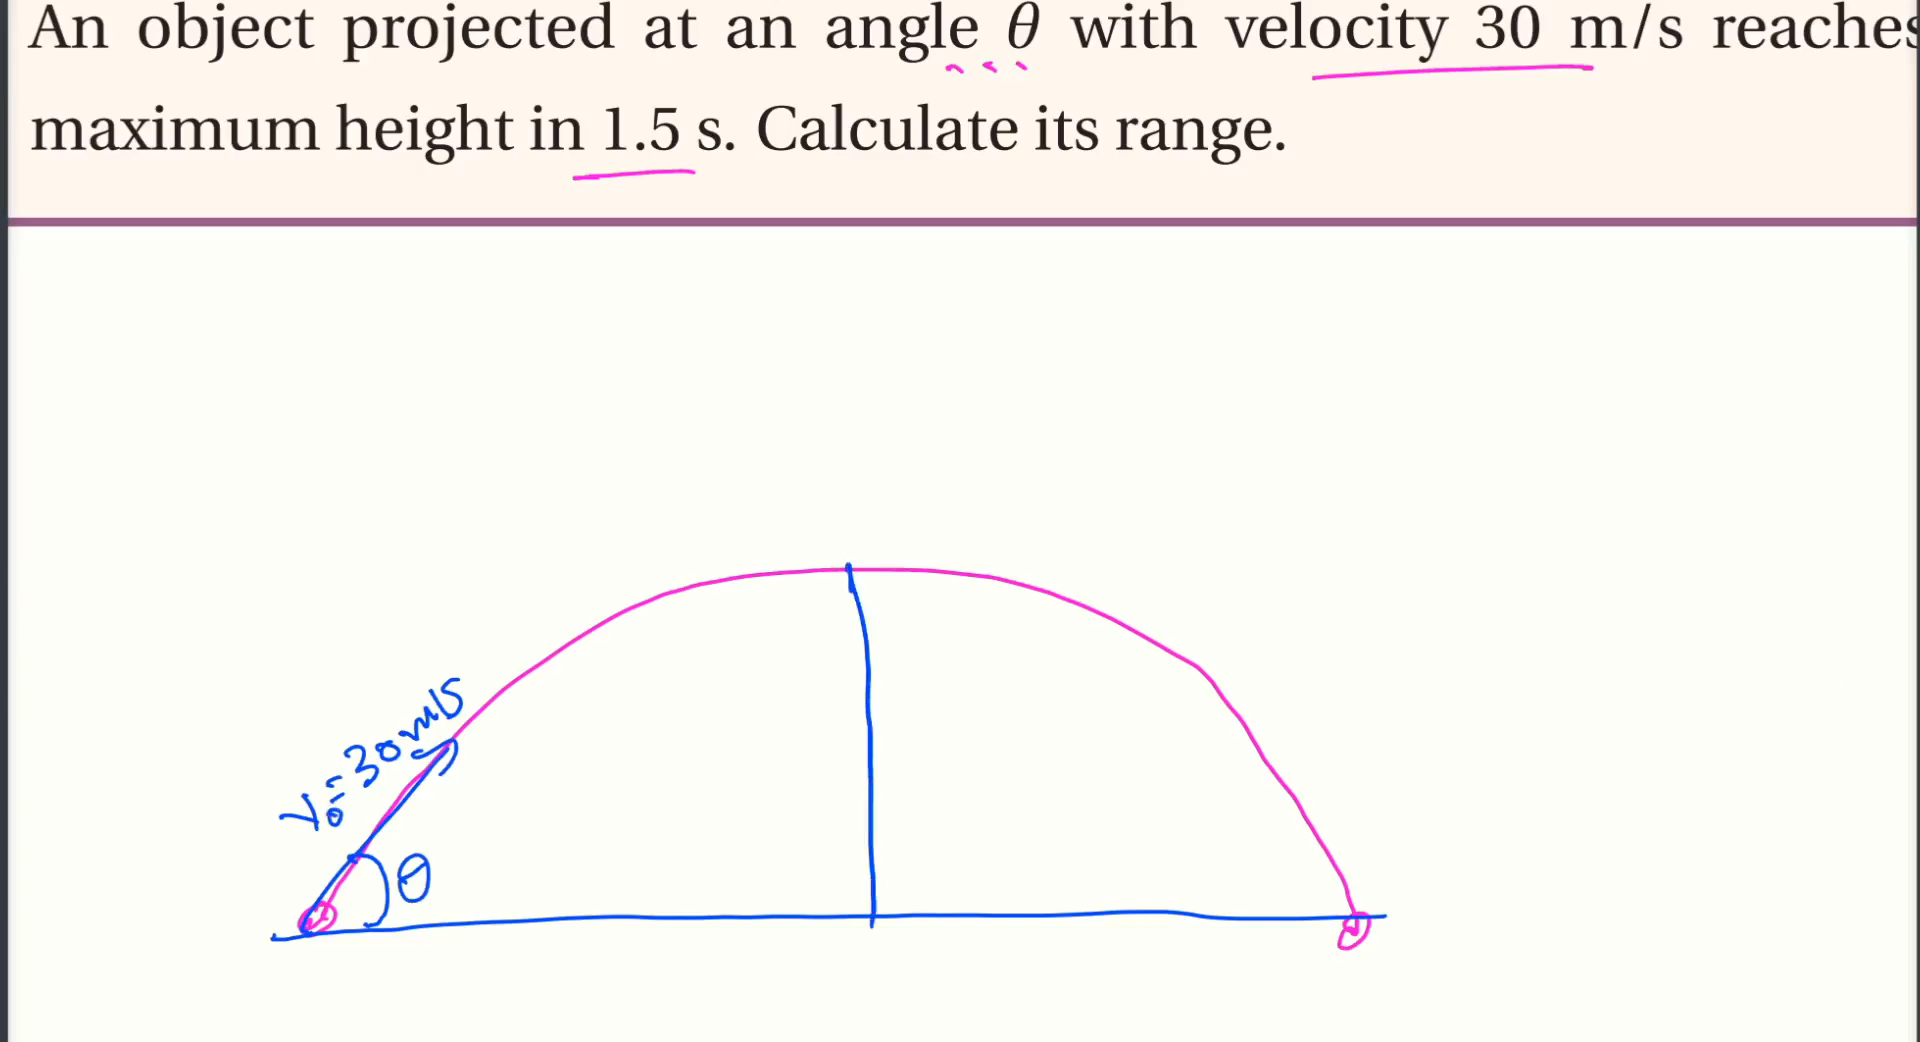 An object projected at an angle θ with velocity 30 m/s reaches
maximum height in 1.5 s. Calculate its range.
V₀=30m/s
θ